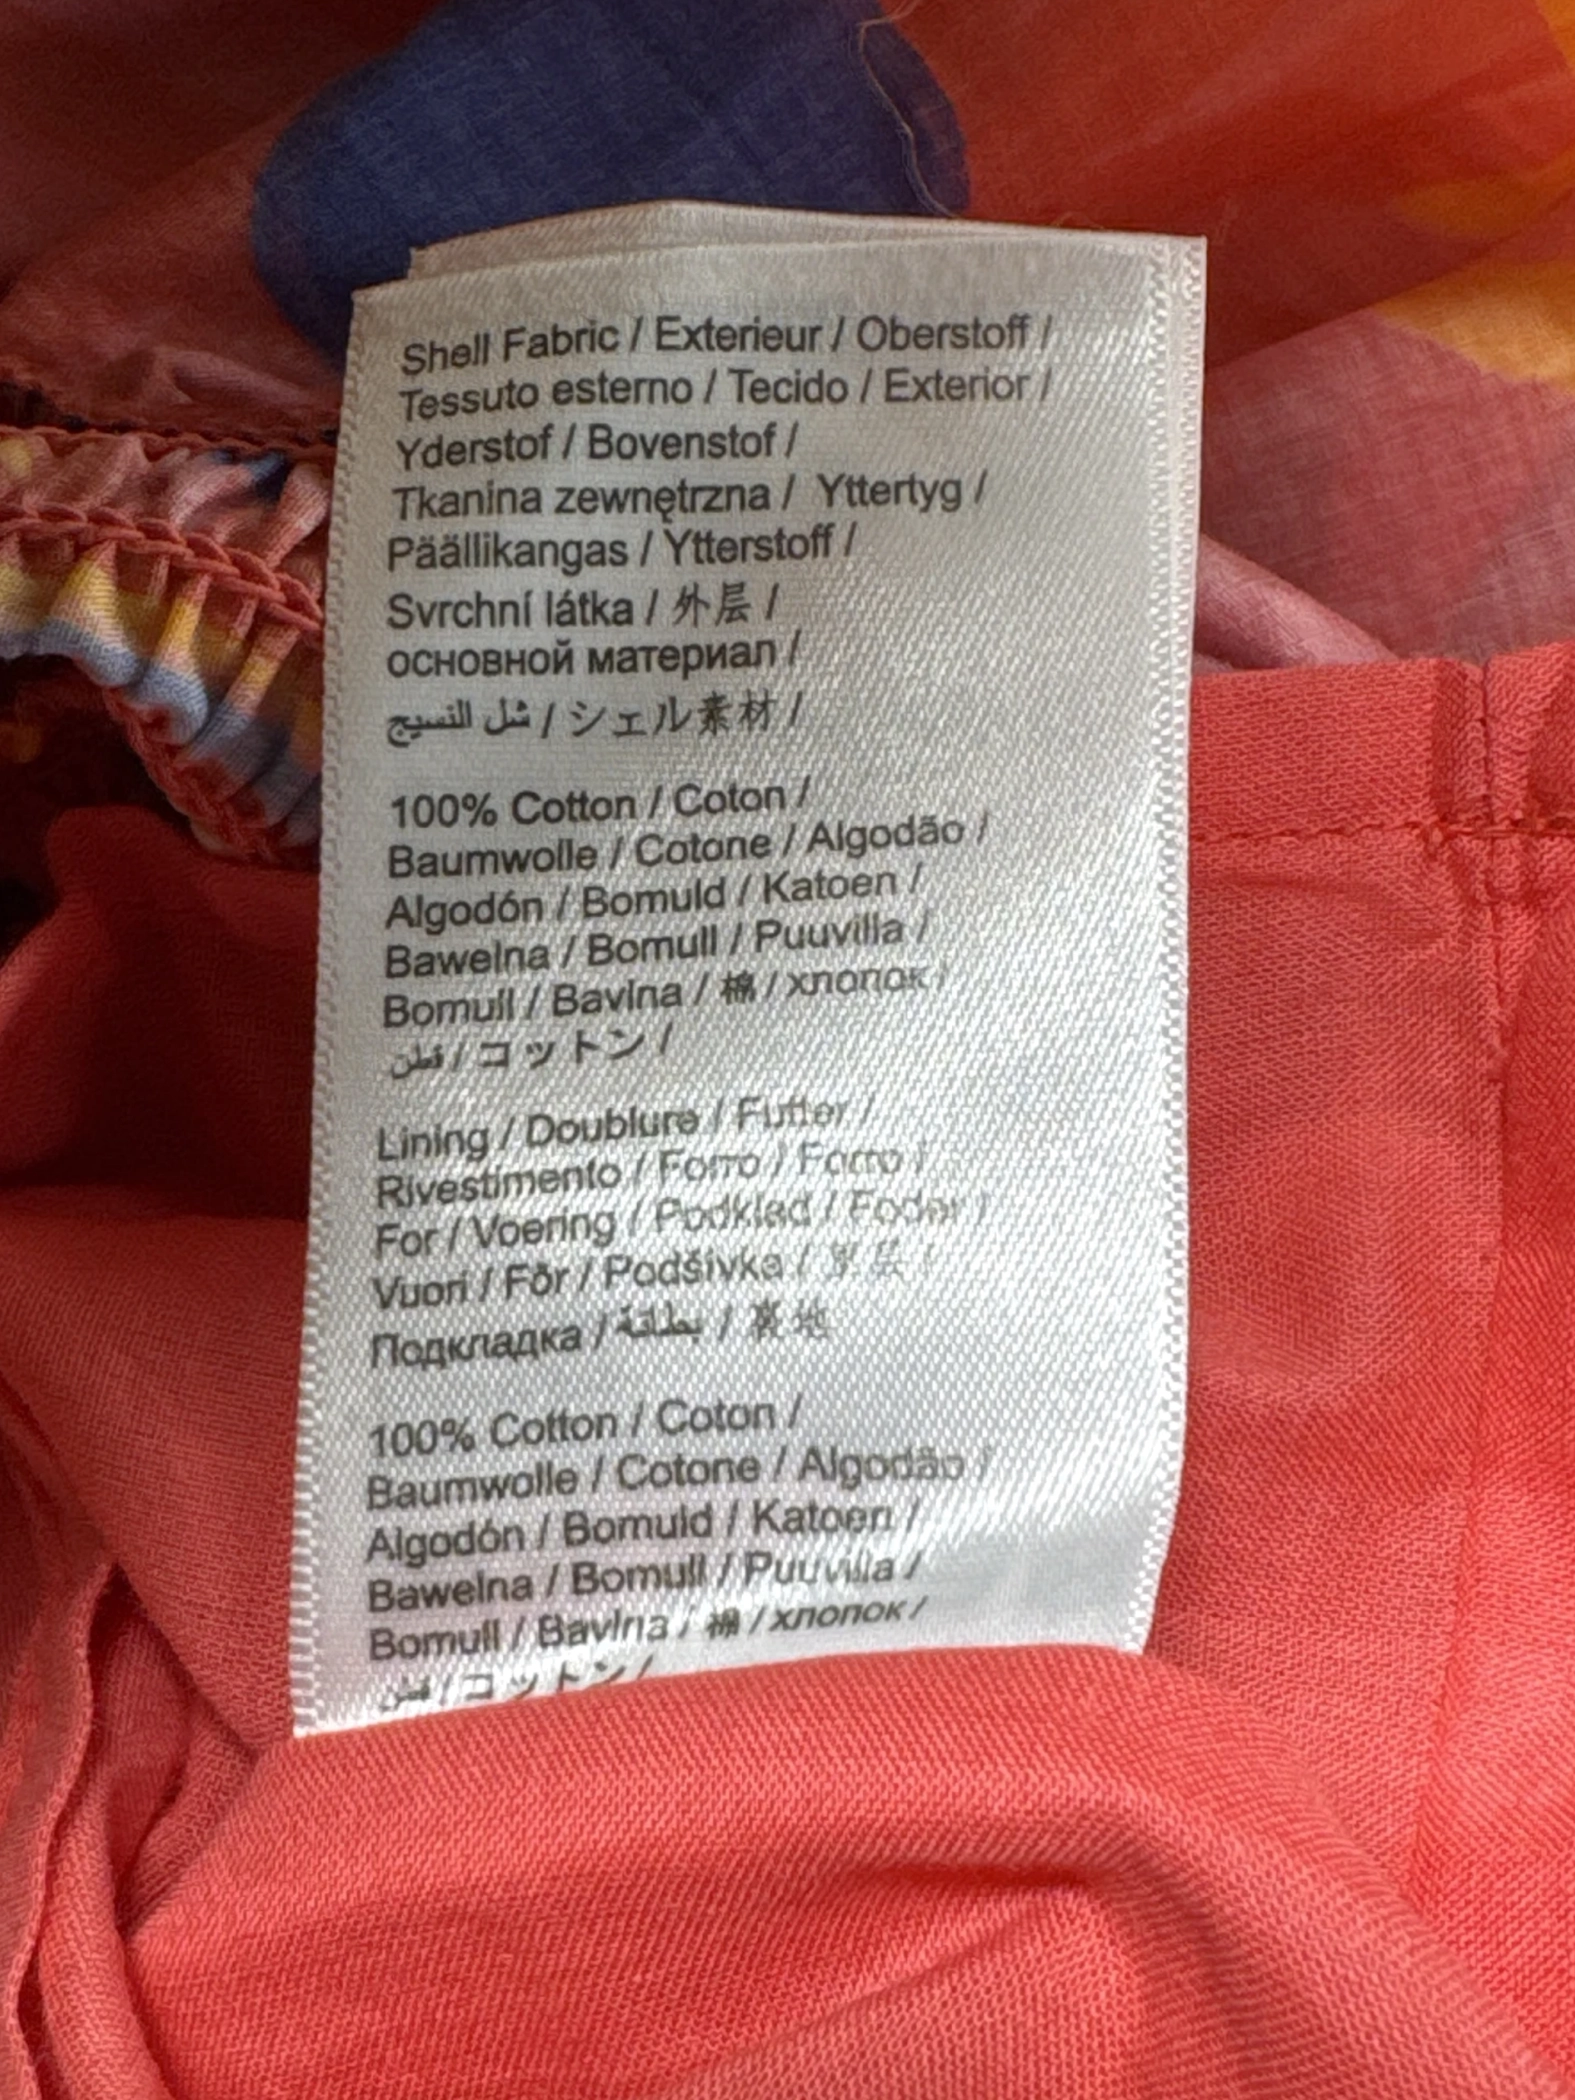 Shell Fabric / Exterieur / Oberstoff /
Tessuto esterno / Tecido / Exterior /
Yderstof / Bovenstof /
Tkanina zewnętrzna / Yttertyg /
Päällikangas / Ytterstoff /
Svrchní látka / 外层 /
основной материал /
شل النسيج / シェル素材 /
100% Cotton / Coton /
Baumwolle / Cotone / Algodão /
Algodón / Bomuld / Katoen /
Bawelna / Bomull / Puuvilla /
Bomull / Bavlna / 棉 / хлопок /
قطن / コットン /
Lining / Doublure / Futter /
Rivestimento / Forro / Forro /
For / Voering / Podklad / Foder /
Vuori / Fôr / Podšivka / 里层 /
Подкладка / بطانة / 裏地
100% Cotton / Coton /
Baumwolle / Cotone / Algodão /
Algodón / Bomuld / Katoen /
Bawelna / Bomull / Puuvilla /
Bomull / Bavlna / 棉 / хлопок /
قطن / コットン /